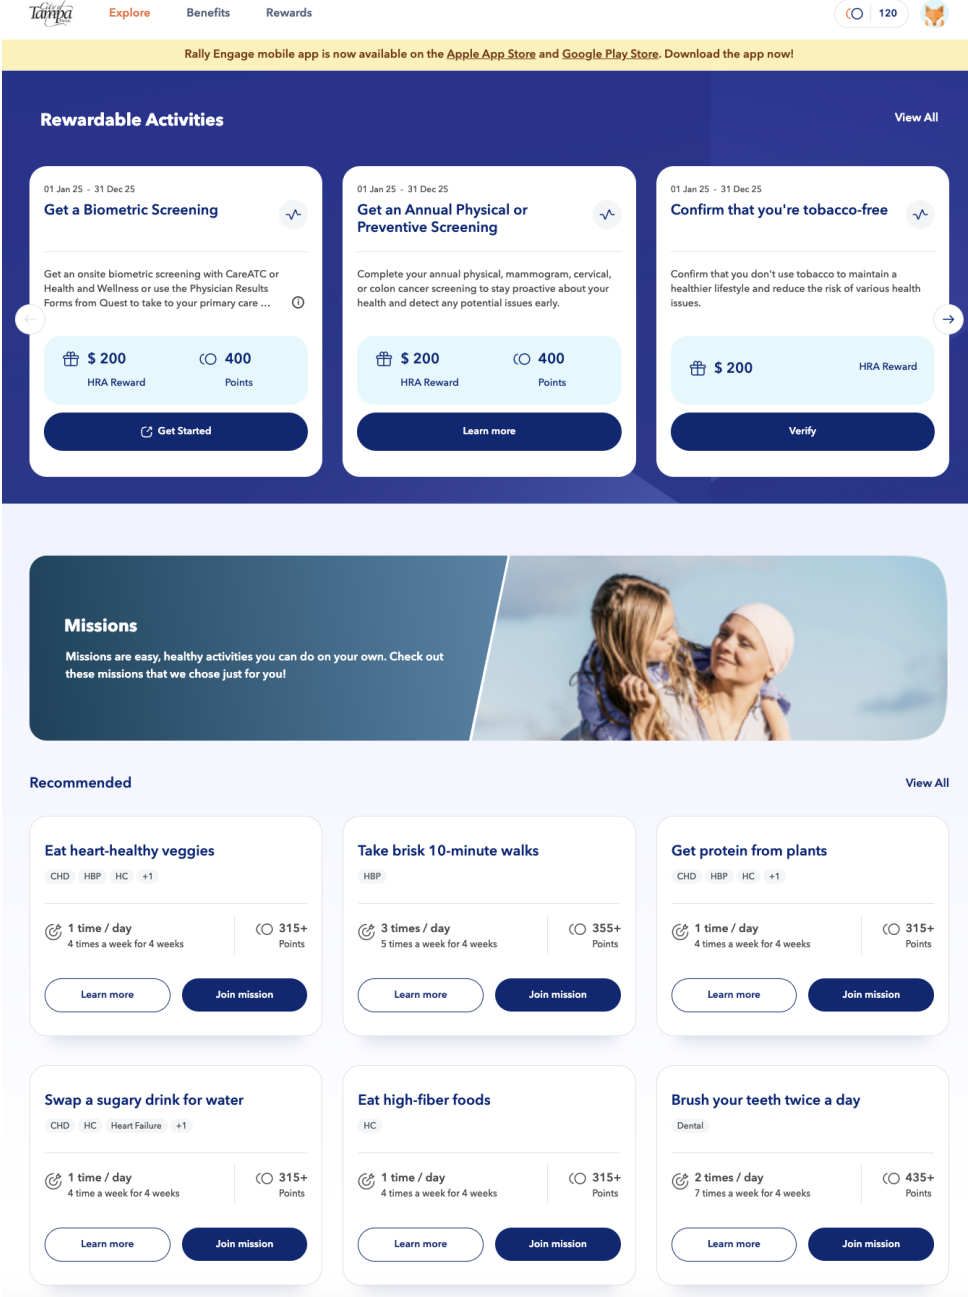 City of
Tampa
Explore
Benefits
Rewards
120
Rally Engage mobile app is now available on the Apple App Store and Google Play Store. Download the app now!
Rewardable Activities
View All
01 Jan 25 - 31 Dec 25
Get a Biometric Screening
Get an onsite biometric screening with CareATC or
Health and Wellness or use the Physician Results
Forms from Quest to take to your primary care ...
$ 200
HRA Reward
400
Points
Get Started
01 Jan 25 - 31 Dec 25
Get an Annual Physical or
Preventive Screening
Complete your annual physical, mammogram, cervical,
or colon cancer screening to stay proactive about your
health and detect any potential issues early.
$ 200
HRA Reward
400
Points
Learn more
01 Jan 25 - 31 Dec 25
Confirm that you're tobacco-free
Confirm that you don't use tobacco to maintain a
healthier lifestyle and reduce the risk of various health
issues.
$ 200
HRA Reward
Verify
Missions
Missions are easy, healthy activities you can do on your own. Check out
these missions that we chose just for you!
Recommended
View All
Eat heart-healthy veggies
CHD HBP HC +1
1 time / day
4 times a week for 4 weeks
315+
Points
Learn more
Join mission
Take brisk 10-minute walks
HBP
3 times / day
5 times a week for 4 weeks
355+
Points
Learn more
Join mission
Get protein from plants
CHD HBP HC +1
1 time / day
4 times a week for 4 weeks
315+
Points
Learn more
Join mission
Swap a sugary drink for water
CHD HC Heart Failure +1
1 time / day
4 time a week for 4 weeks
315+
Points
Learn more
Join mission
Eat high-fiber foods
HC
1 time / day
4 times a week for 4 weeks
315+
Points
Learn more
Join mission
Brush your teeth twice a day
Dental
2 times / day
7 times a week for 4 weeks
435+
Points
Learn more
Join mission